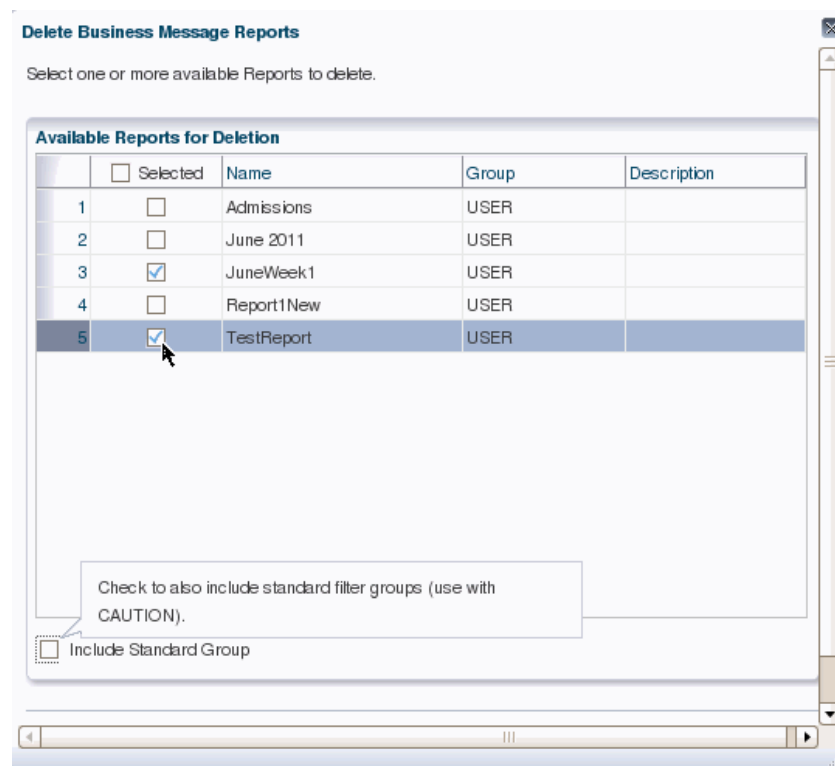 Delete Business Message Reports
Select one or more available Reports to delete.
Available Reports for Deletion
Selected Name Group Description
1 Admissions USER
2 June 2011 USER
3 JuneWeek1 USER
4 Report1New USER
5 TestReport USER
Check to also include standard filter groups (use with
CAUTION).
Include Standard Group